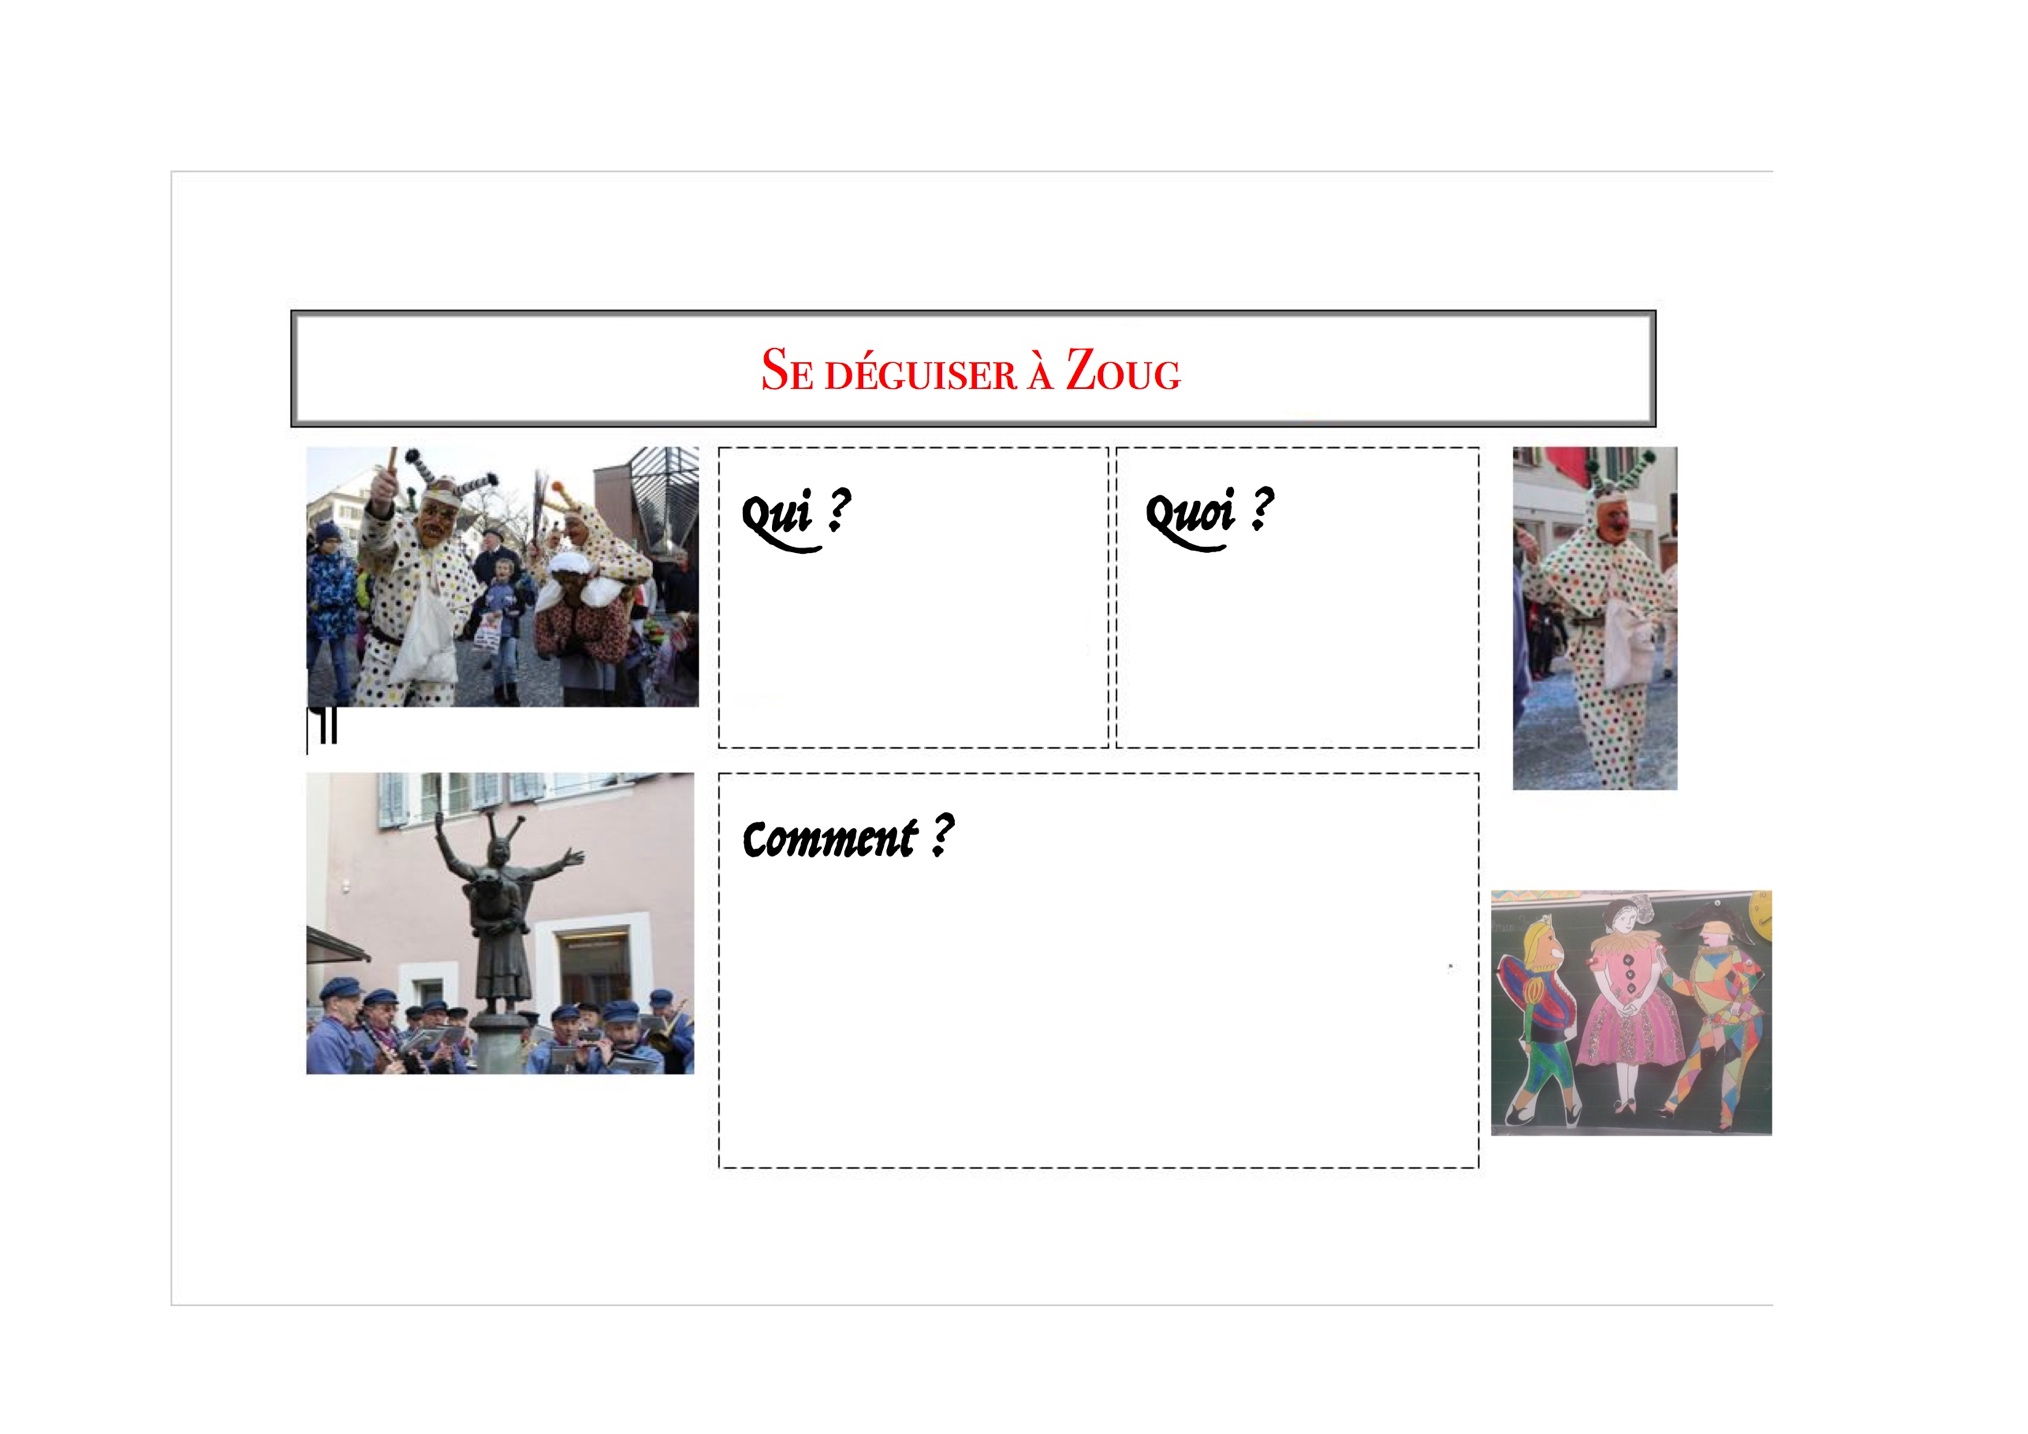 Se déguiser à Zoug
Qui ?
Quoi ?
¶
Comment ?